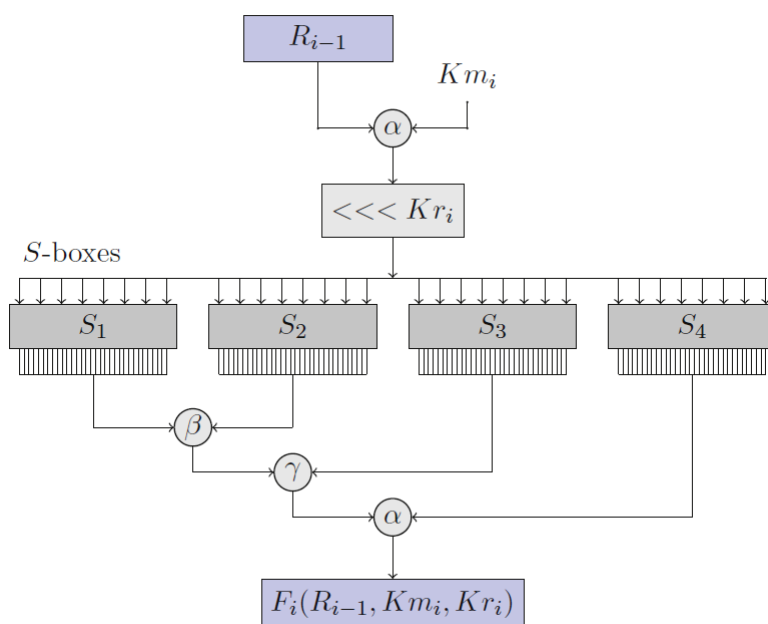 R_{i−1}
Km_i
α
<<< Kr_i
S-boxes
S_1 S_2 S_3 S_4
β
γ
α
F_i(R_{i−1}, Km_i, Kr_i)